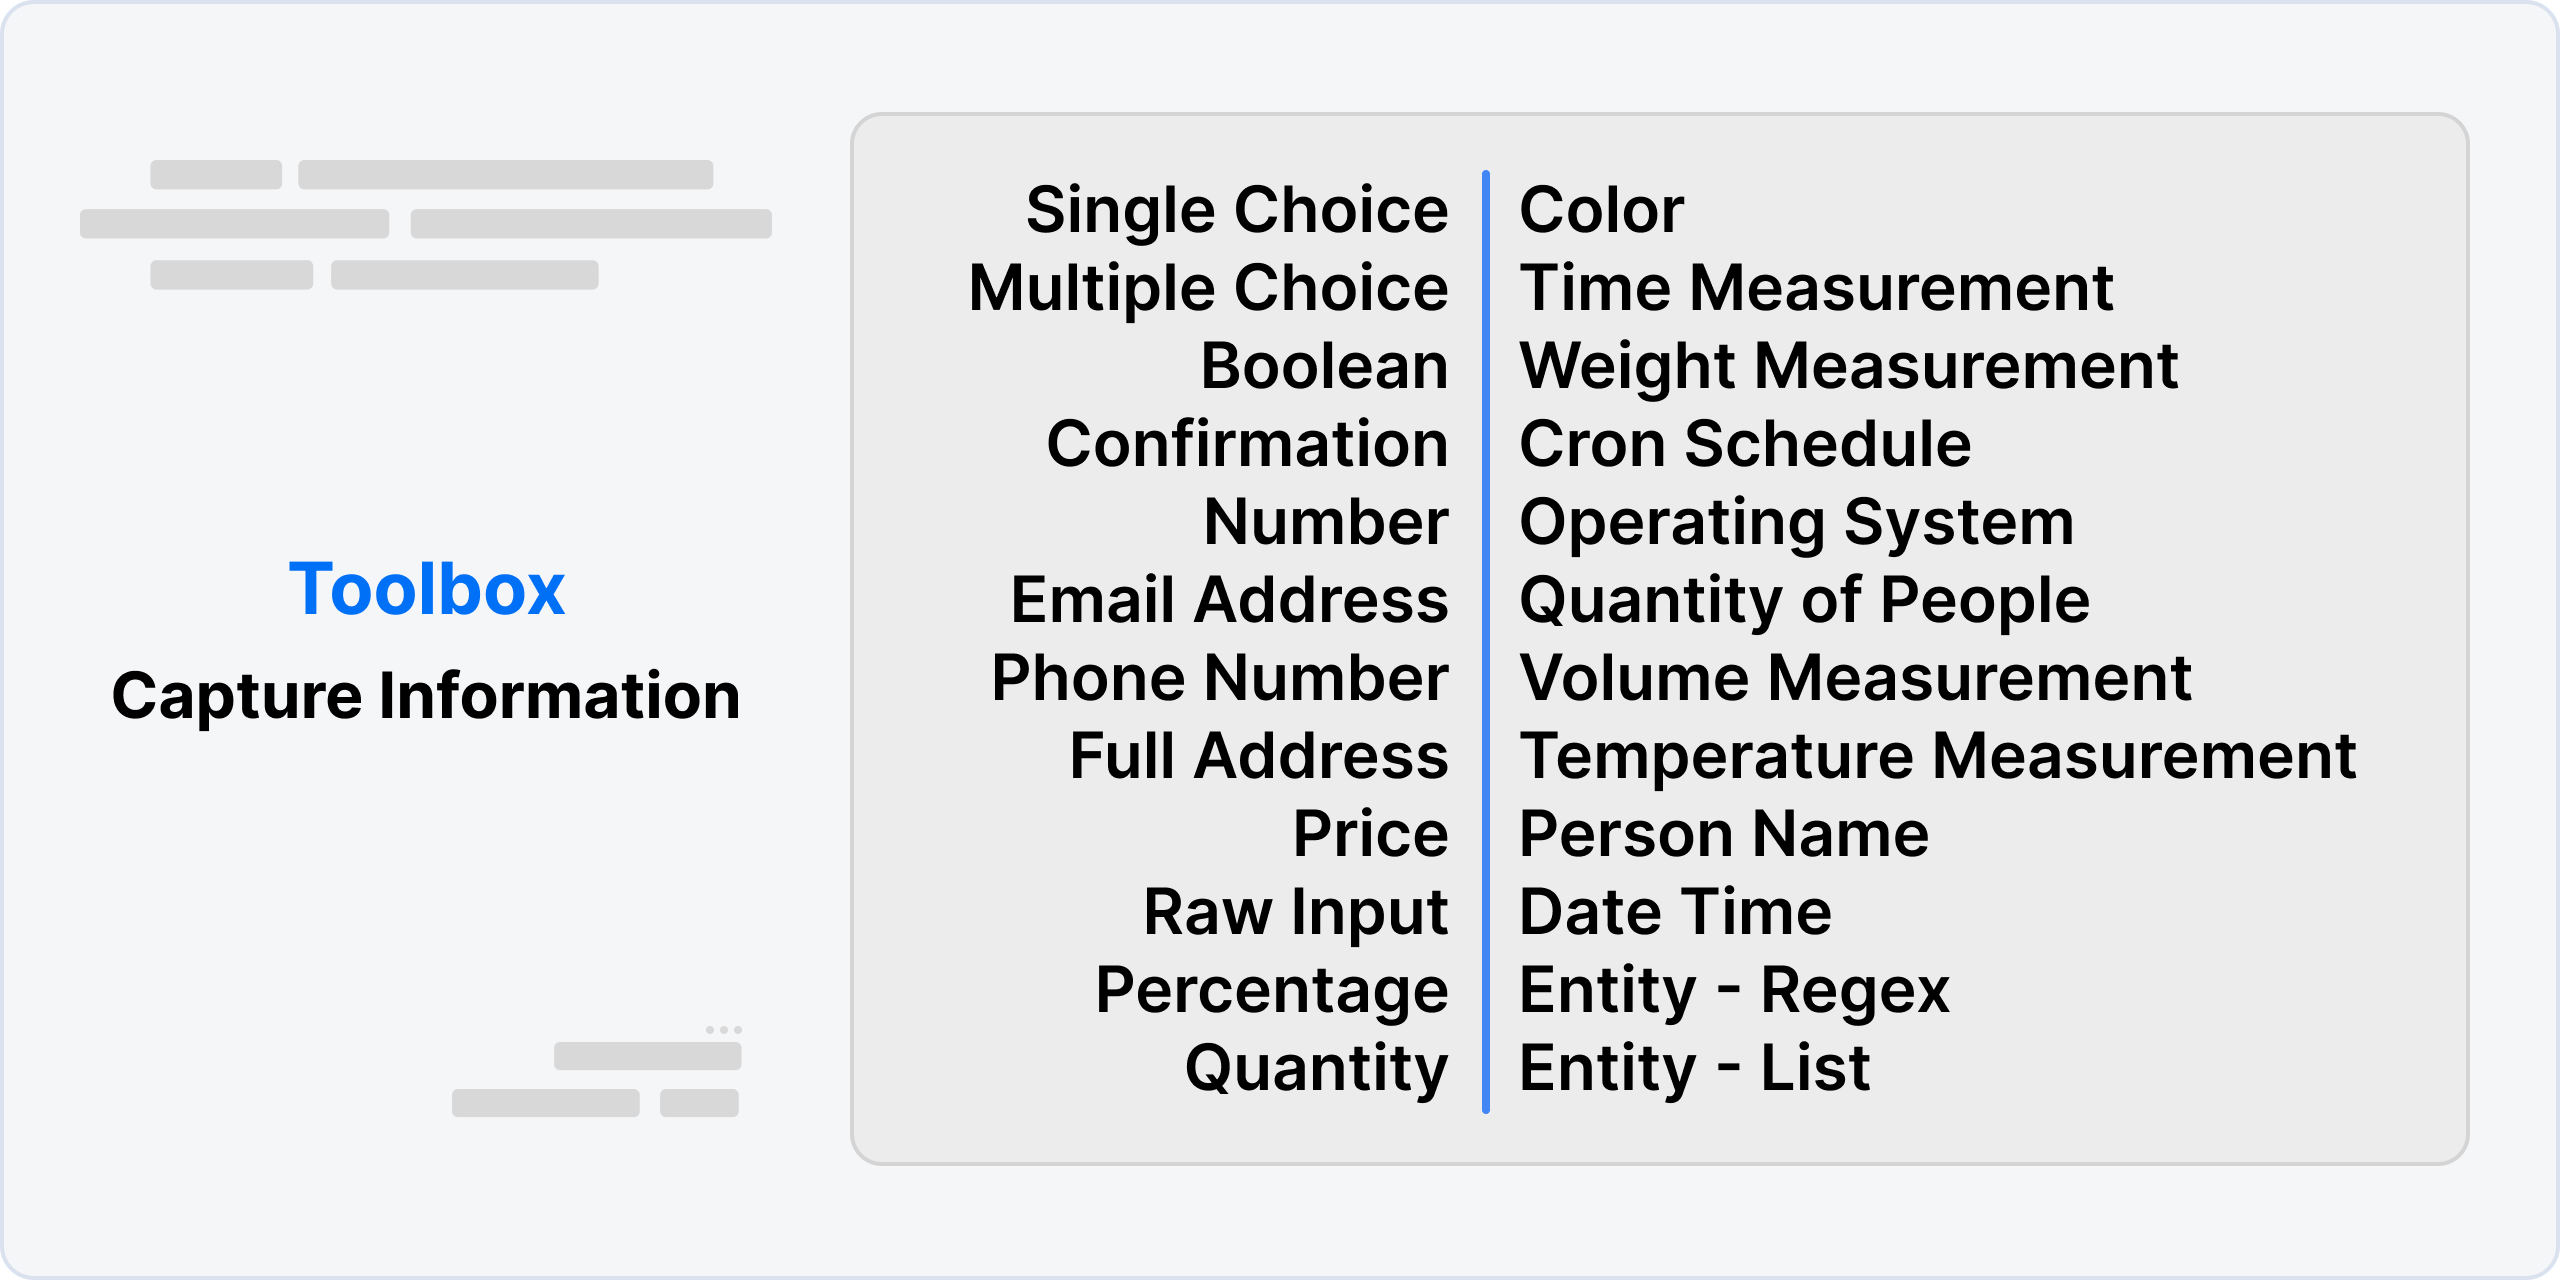 Toolbox
Capture Information
Single Choice
Multiple Choice
Boolean
Confirmation
Number
Email Address
Phone Number
Full Address
Price
Raw Input
Percentage
Quantity
Color
Time Measurement
Weight Measurement
Cron Schedule
Operating System
Quantity of People
Volume Measurement
Temperature Measurement
Person Name
Date Time
Entity - Regex
Entity - List